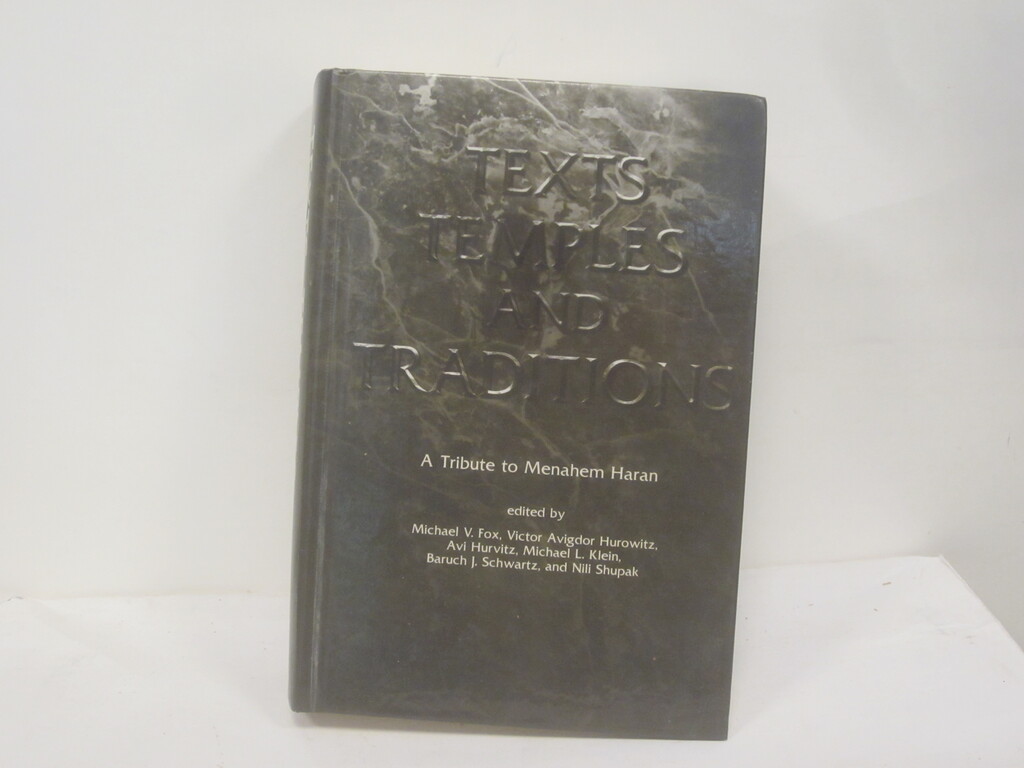 TEXTS
TEMPLES
AND
TRADITIONS
A Tribute to Menahem Haran
edited by
Michael V. Fox, Victor Avigdor Hurowitz,
Avi Hurvitz, Michael L. Klein,
Baruch J. Schwartz, and Nili Shupak